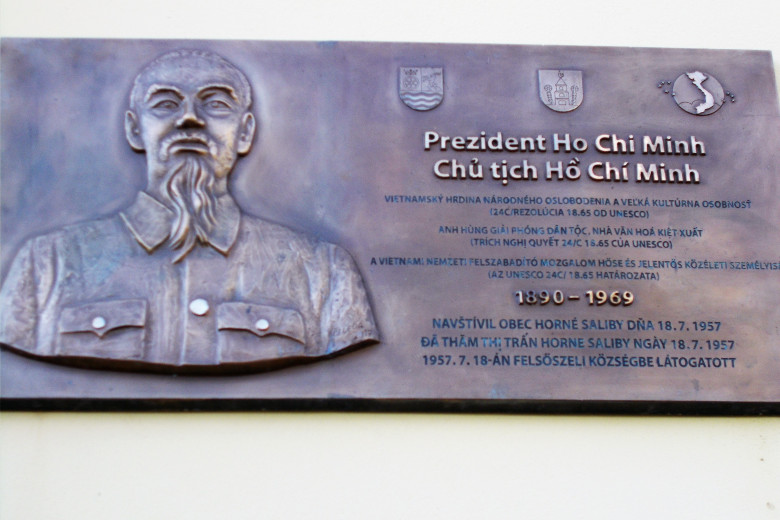 Prezident Ho Chi Minh
Chủ tịch Hồ Chí Minh
VIETNAMSKÝ HRDINA NÁRODNÉHO OSLOBODENIA A VEĽKÁ KULTÚRNA OSOBNOSŤ
(24C/REZOLÚCIA 18.65 OD UNESCO)
ANH HÙNG GIẢI PHÓNG DÂN TỘC, NHÀ VĂN HOÁ KIỆT XUẤT
(TRÍCH NGHỊ QUYẾT 24/C 18.65 CỦA UNESCO)
A VIETNAMI NEMZETI FELSZABADÍTÓ MOZGALOM HŐSE ÉS JELENTŐS KÖZÉLETI
(AZ UNESCO 24C/ 18.65 HATÁROZATA)
1890 – 1969
NAVŠTÍVIL OBEC HORNÉ SALIBY DŇA 18.7. 1957
ĐÃ THĂM THỊ TRẤN HORNE SALIBY NGÀY 18.7. 1957
1957. 7. 18-ÁN FELSŐSZELI KÖZSÉGBE LÁTOGATOTT